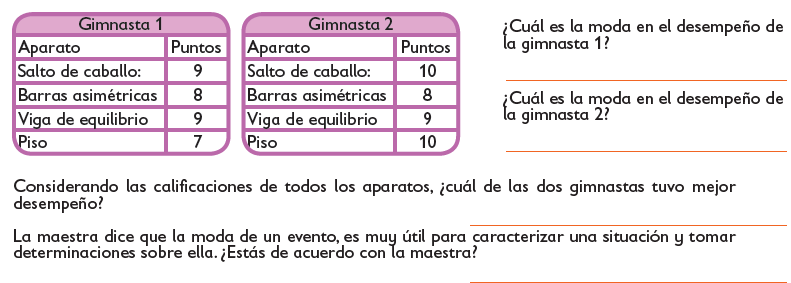 Gimnasta 1
Aparato Puntos
Salto de caballo: 9
Barras asimétricas 8
Viga de equilibrio 9
Piso 7
Gimnasta 2
Aparato Puntos
Salto de caballo: 10
Barras asimétricas 8
Viga de equilibrio 9
Piso 10
¿Cuál es la moda en el desempeño de
la gimnasta 1?
¿Cuál es la moda en el desempeño de
la gimnasta 2?
Considerando las calificaciones de todos los aparatos, ¿cuál de las dos gimnastas tuvo mejor
desempeño?
La maestra dice que la moda de un evento, es muy útil para caracterizar una situación y tomar
determinaciones sobre ella. ¿Estás de acuerdo con la maestra?